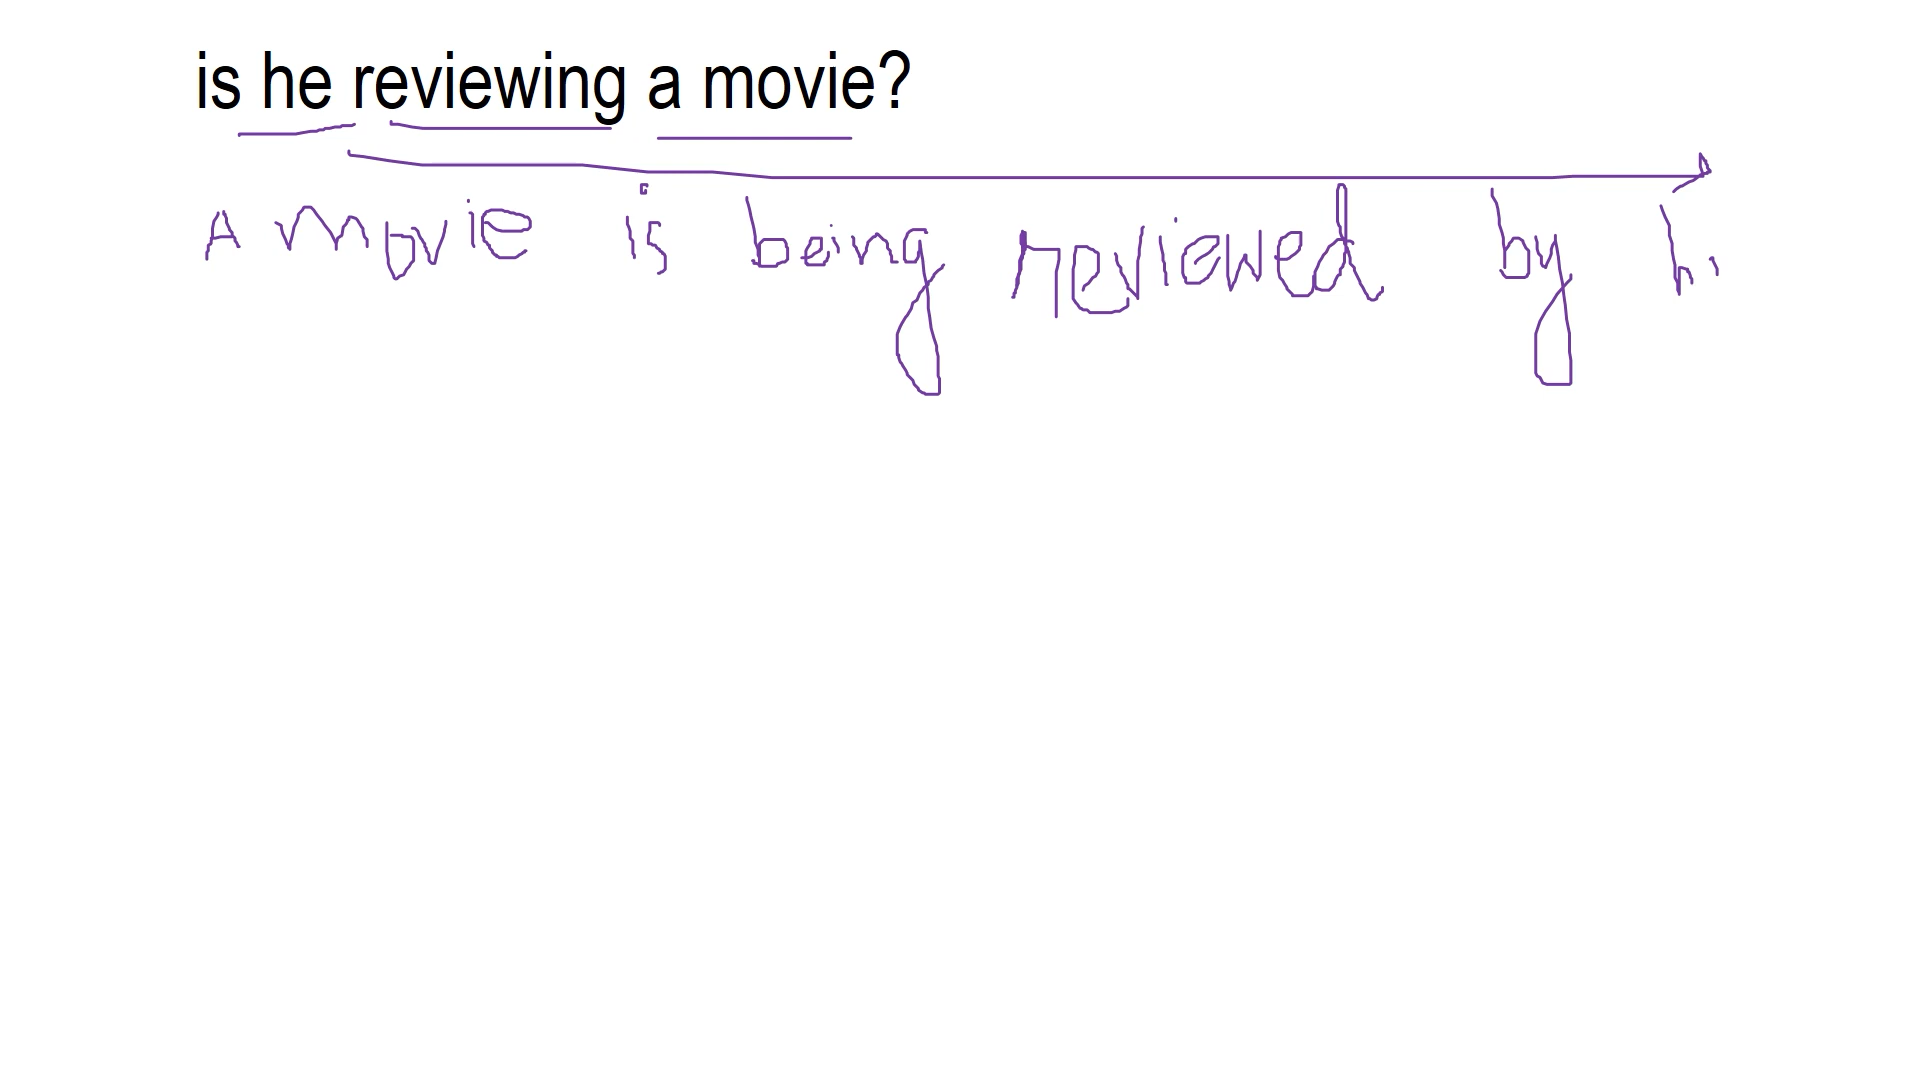 is he reviewing a movie?
A movie is being reviewed by